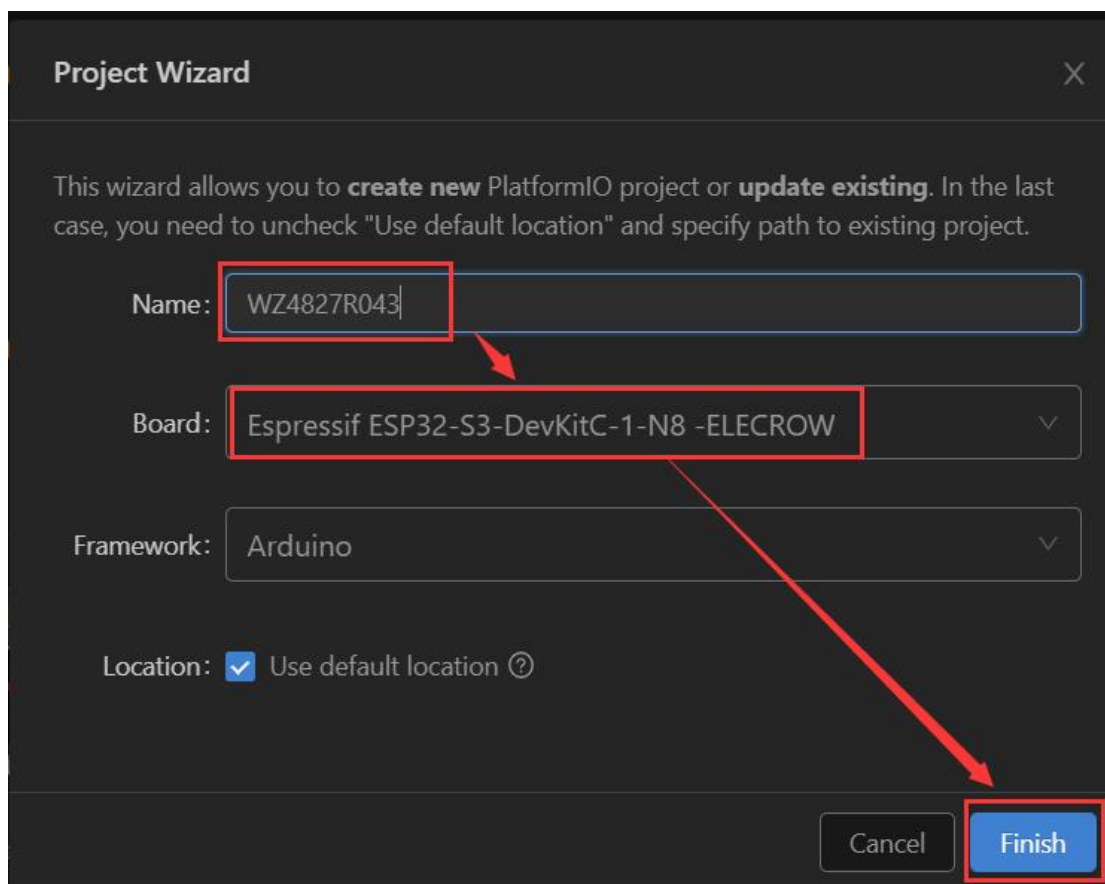 Project Wizard
This wizard allows you to create new PlatformIO project or update existing. In the last
case, you need to uncheck "Use default location" and specify path to existing project.
Name: WZ4827R043
Board: Espressif ESP32-S3-DevKitC-1-N8 -ELECROW
Framework: Arduino
Location: Use default location
Cancel Finish